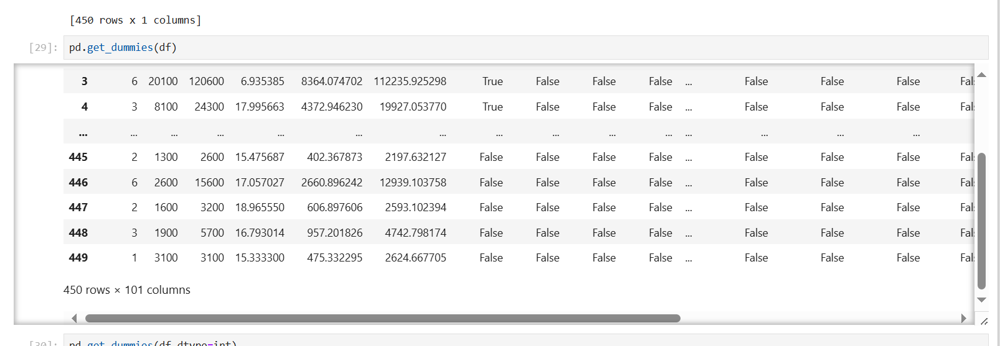 [450 rows x 1 columns]
[29]: pd.get_dummies(df)
3 6 20100 120600 6.935385 8364.074702 112235.925298 True False False False ... False False False Fal
4 3 8100 24300 17.995663 4372.946230 19927.053770 True False False False ... False False False Fal
... ... ... ... ... ... ... ... ... ... ... ... ... ... ...
445 2 1300 2600 15.475687 402.367873 2197.632127 False False False False ... False False False Fal
446 6 2600 15600 17.057027 2660.896242 12939.103758 False False False False ... False False False Fal
447 2 1600 3200 18.965550 606.897606 2593.102394 False False False False ... False False False Fal
448 3 1900 5700 16.793014 957.201826 4742.798174 False False False False ... False False False Fal
449 1 3100 3100 15.333300 475.332295 2624.667705 False False False False ... False False False Fal
450 rows × 101 columns
[30]: pd.get_dummies(df,dtype=int)